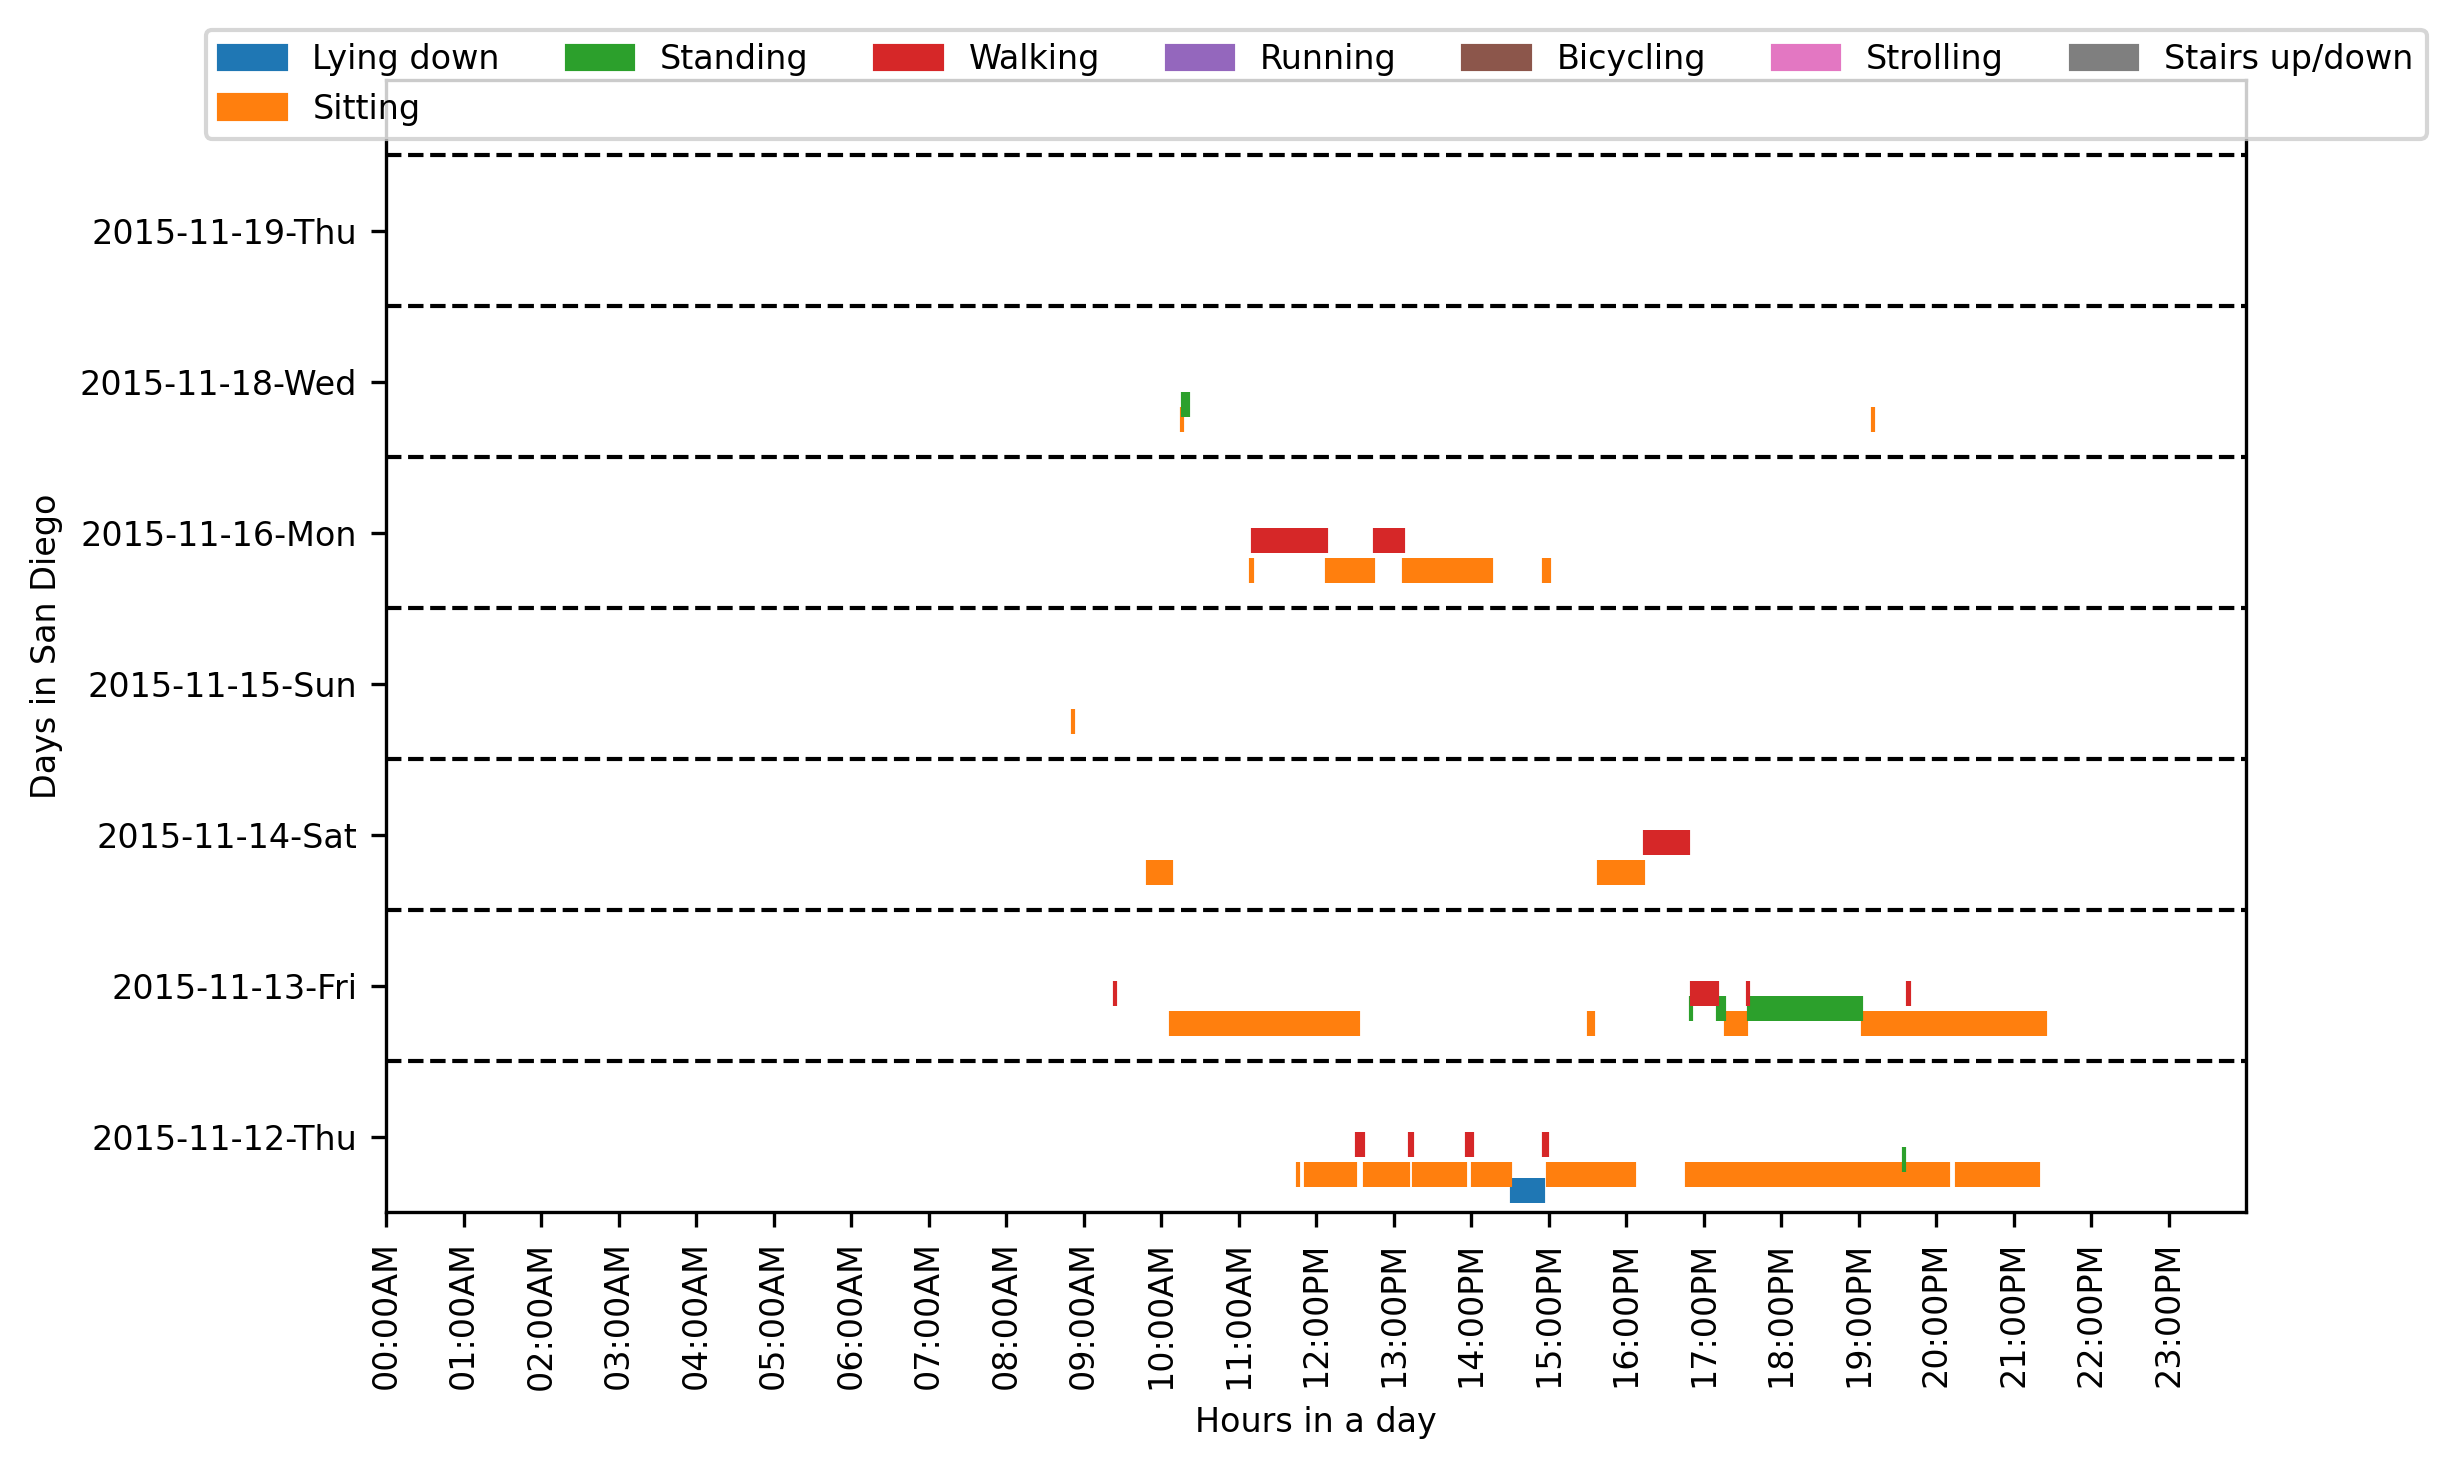 Lying down Standing Walking Running Bicycling Strolling Stairs up/down
Sitting
2015-11-19-Thu
2015-11-18-Wed
2015-11-16-Mon
2015-11-15-Sun
2015-11-14-Sat
2015-11-13-Fri
2015-11-12-Thu
Days in San Diego
00:00AM
01:00AM
02:00AM
03:00AM
04:00AM
05:00AM
06:00AM
07:00AM
08:00AM
09:00AM
10:00AM
11:00AM
12:00PM
13:00PM
14:00PM
15:00PM
16:00PM
17:00PM
18:00PM
19:00PM
20:00PM
21:00PM
22:00PM
23:00PM
Hours in a day